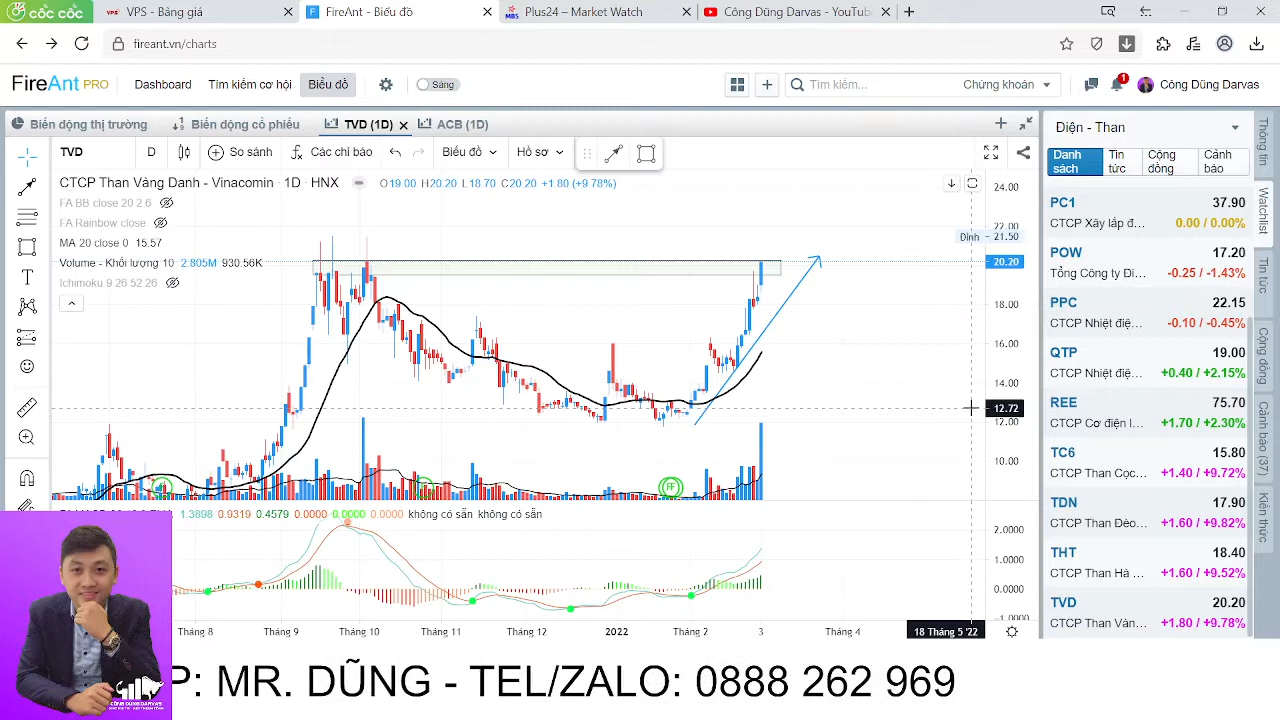 cốc cốc
VPS - Bảng giá
FireAnt - Biểu đồ
MBS Plus24 – Market Watch
Công Dũng Darvas - YouTube
fireant.vn/charts
FireAnt PRO
Dashboard
Tìm kiếm cơ hội
Biểu đồ
Sáng
Tìm kiếm...
Chứng khoán
1
Công Dũng Darvas
Biến động thị trường
Biến động cổ phiếu
TVD (1D)
ACB (1D)
TVD
D
So sánh
Các chỉ báo
Biểu đồ
Hồ sơ
CTCP Than Vàng Danh - Vinacomin · 1D · HNX
O19.00 H20.20 L18.70 C20.20 +1.80 (+9.78%)
FA BB close 20 2 6
FA Rainbow close
MA 20 close 0 15.57
Volume - Khối lượng 10 2.805M 930.56K
Ichimoku 9 26 52 26
24.00
22.00
Đỉnh – 21.50
20.20
18.00
16.00
14.00
12.72
12.00
10.00
1.3898 0.9319 0.4579 0.0000 0.0000 0.0000 không có sẵn không có sẵn
2.0000
1.0000
0.0000
-1.0000
Tháng 8
Tháng 9
Tháng 10
Tháng 11
Tháng 12
2022
Tháng 2
3
Tháng 4
18 Tháng 5 '22
Điện - Than
Danh sách
Tin tức
Cộng đồng
Cảnh báo
PC1 37.90
CTCP Xây lắp đ... 0.00 / 0.00%
POW 17.20
Tổng Công ty Đi... -0.25 / -1.43%
PPC 22.15
CTCP Nhiệt điệ... -0.10 / -0.45%
QTP 19.00
CTCP Nhiệt điệ... +0.40 / +2.15%
REE 75.70
CTCP Cơ điện l... +1.70 / +2.30%
TC6 15.80
CTCP Than Cọc... +1.40 / +9.72%
TDN 17.90
CTCP Than Đèo... +1.60 / +9.82%
THT 18.40
CTCP Than Hà ... +1.60 / +9.52%
TVD 20.20
CTCP Than Vàn... +1.80 / +9.78%
Thông tin
Watchlist
Tin tức
Cộng đồng
Cảnh báo (37)
Kiến thức
CÔNG DŨNG DARVAS
P: MR. DŨNG - TEL/ZALO: 0888 262 969